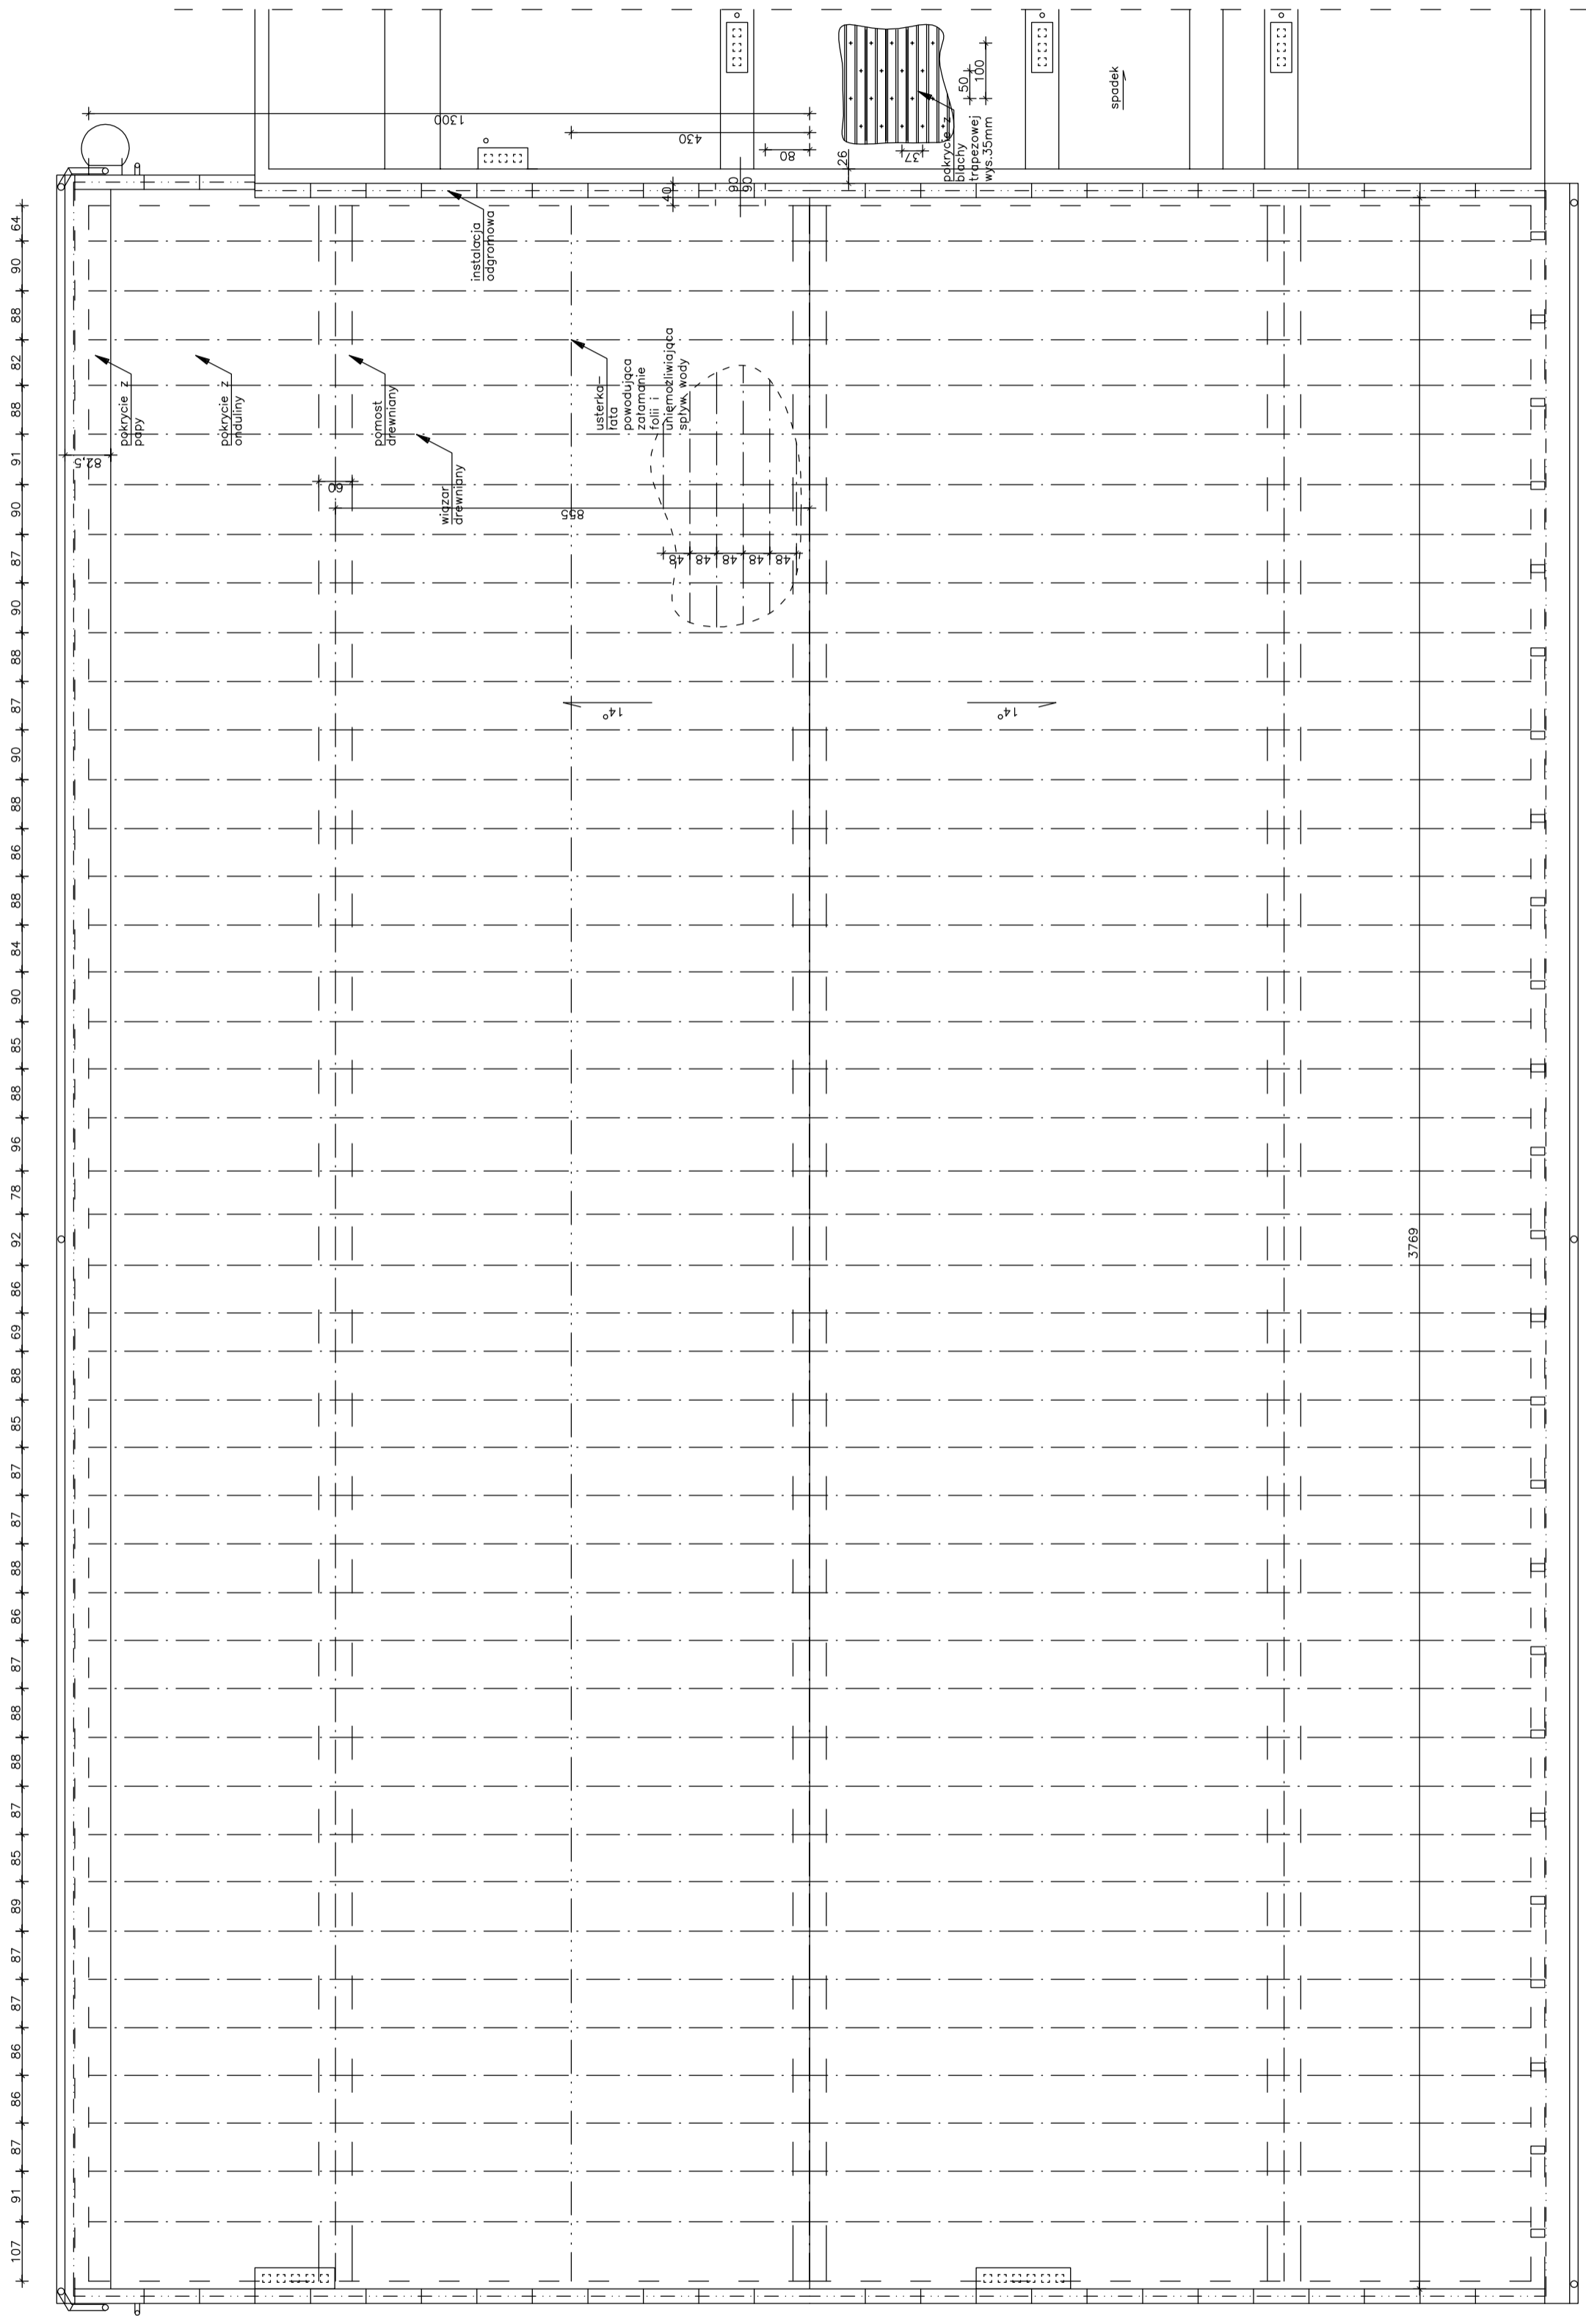 64
90
88
82
88
91
90
87
90
88
87
90
88
86
88
84
90
85
88
96
78
92
86
69
88
85
87
87
88
86
87
88
88
87
85
89
87
87
86
86
87
91
107
1300
430
80
26
40
90
90
37
50
100
pokrycie z
blachy
trapezowej
wys.35mm
spadek
instalacja
odgromowa
pokrycie z
papy
pokrycie z
onduliny
pomost
drewniany
wiązar
drewniany
usterka—
łata
powodująca
załamanie
folii i
uniemożliwiająca
spływ wody
82,5
60
855
48
48
48
48
48
14°
14°
3769